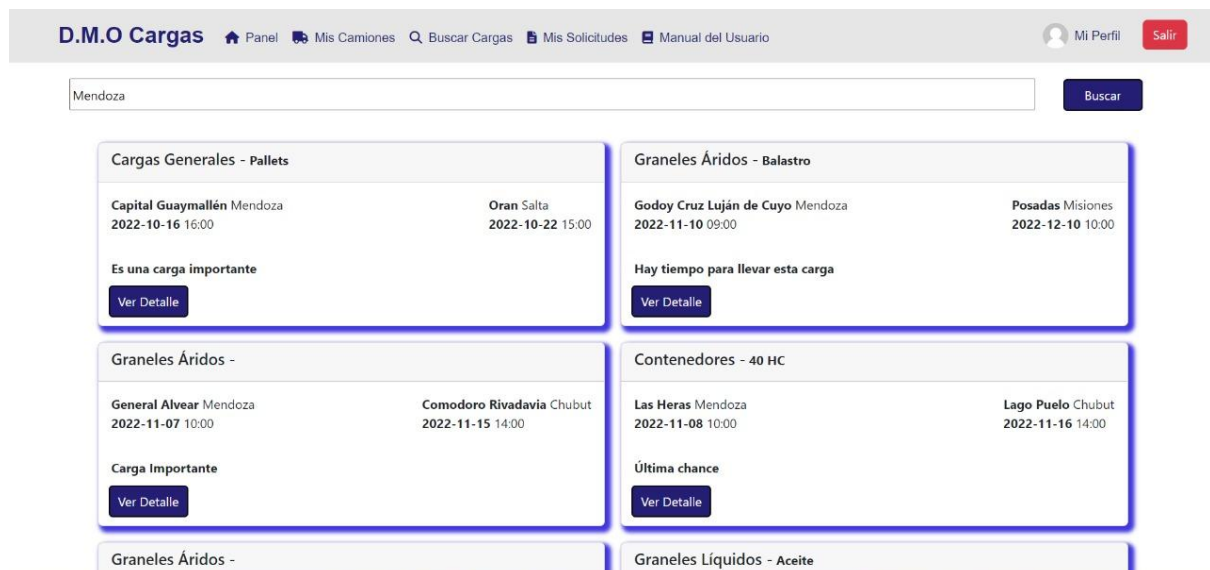 D.M.O Cargas Panel Mis Camiones Buscar Cargas Mis Solicitudes Manual del Usuario Mi Perfil Salir
Mendoza Buscar
Cargas Generales - Pallets
Capital Guaymallén Mendoza Oran Salta
2022-10-16 16:00 2022-10-22 15:00
Es una carga importante
Ver Detalle
Graneles Áridos - Balastro
Godoy Cruz Luján de Cuyo Mendoza Posadas Misiones
2022-11-10 09:00 2022-12-10 10:00
Hay tiempo para llevar esta carga
Ver Detalle
Graneles Áridos -
General Alvear Mendoza Comodoro Rivadavia Chubut
2022-11-07 10:00 2022-11-15 14:00
Carga Importante
Ver Detalle
Contenedores - 40 HC
Las Heras Mendoza Lago Puelo Chubut
2022-11-08 10:00 2022-11-16 14:00
Última chance
Ver Detalle
Graneles Áridos -
Graneles Líquidos - Aceite